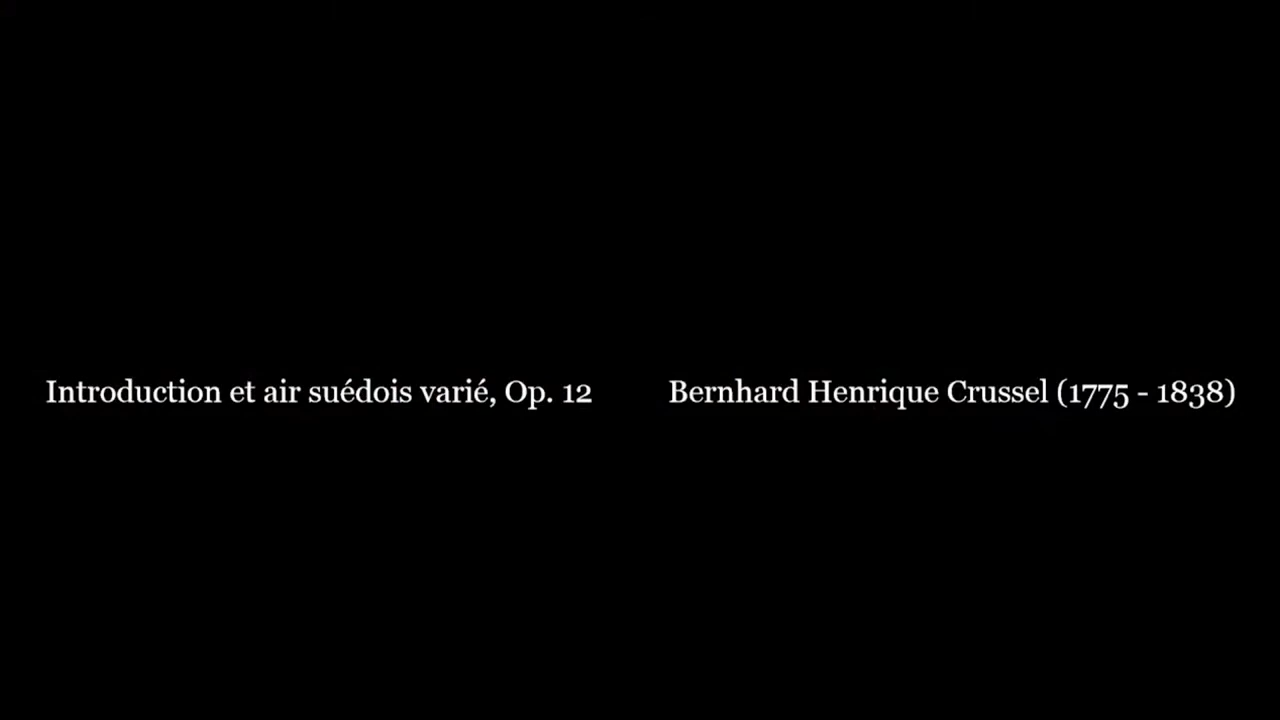 Introduction et air suédois varié, Op. 12
Bernhard Henrique Crussel (1775 - 1838)